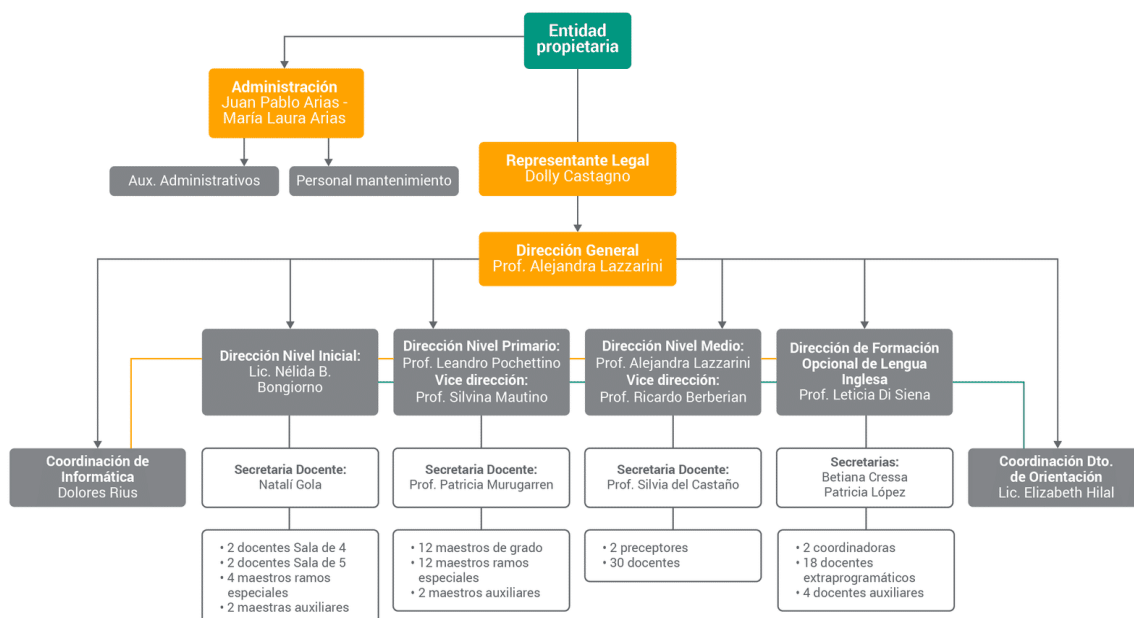 Entidad
propietaria
Administración
Juan Pablo Arias -
María Laura Arias
Aux. Administrativos
Personal mantenimiento
Representante Legal
Dolly Castagno
Dirección General
Prof. Alejandra Lazzarini
Dirección Nivel Inicial:
Lic. Nélida B.
Bongiorno
Dirección Nivel Primario:
Prof. Leandro Pochettino
Vice dirección:
Prof. Silvina Mautino
Dirección Nivel Medio:
Prof. Alejandra Lazzarini
Vice dirección:
Prof. Ricardo Berberian
Dirección de Formación
Opcional de Lengua
Inglesa
Prof. Leticia Di Siena
Coordinación de
Informática
Dolores Rius
Secretaria Docente:
Natalí Gola
Secretaria Docente:
Prof. Patricia Murugarren
Secretaria Docente:
Prof. Silvia del Castaño
Secretarias:
Betiana Cressa
Patricia López
Coordinación Dto.
de Orientación
Lic. Elizabeth Hilal
• 2 docentes Sala de 4
• 2 docentes Sala de 5
• 4 maestros ramos
especiales
• 2 maestras auxiliares
• 12 maestros de grado
• 12 maestros ramos
especiales
• 2 maestros auxiliares
• 2 preceptores
• 30 docentes
• 2 coordinadoras
• 18 docentes
extraprogramáticos
• 4 docentes auxiliares